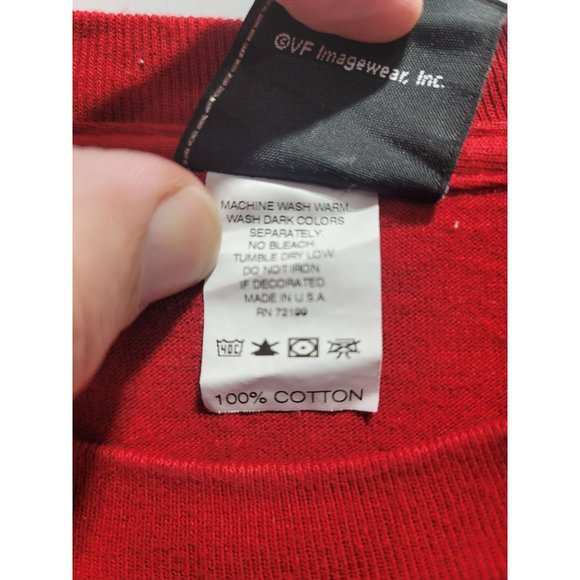 ©VF Imagewear, Inc.
MACHINE WASH WARM.
WASH DARK COLORS
SEPARATELY.
NO BLEACH.
TUMBLE DRY LOW.
DO NOT IRON
IF DECORATED.
MADE IN U.S.A.
RN 72199
40C
100% COTTON